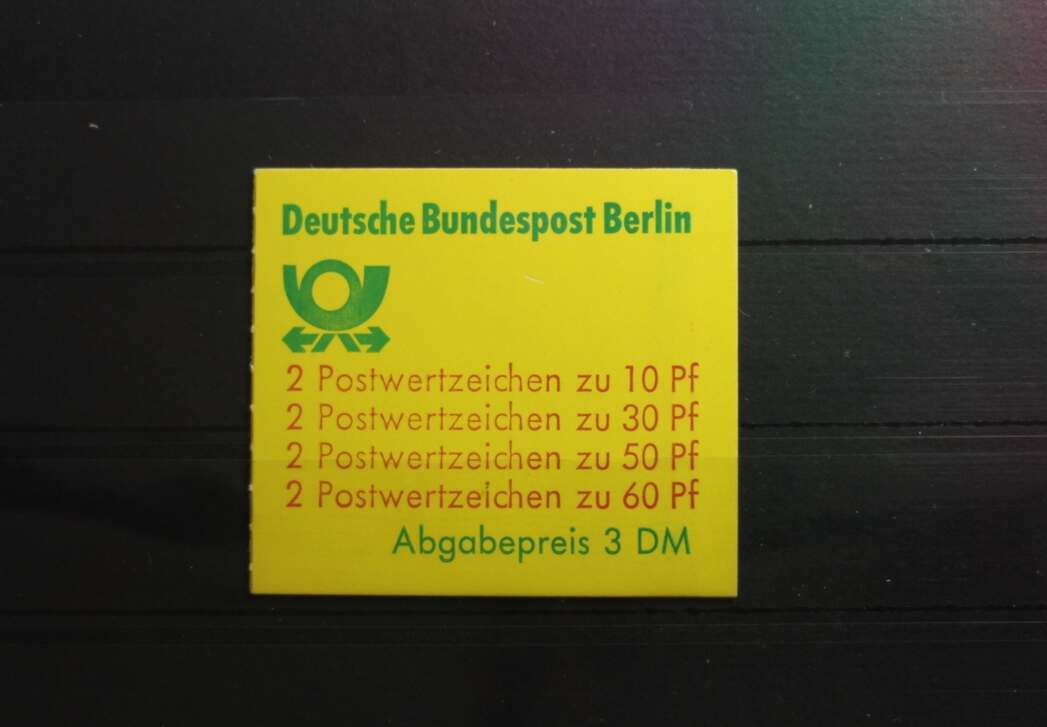 Deutsche Bundespost Berlin
2 Postwertzeichen zu 10 Pf
2 Postwertzeichen zu 30 Pf
2 Postwertzeichen zu 50 Pf
2 Postwertzeichen zu 60 Pf
Abgabepreis 3 DM